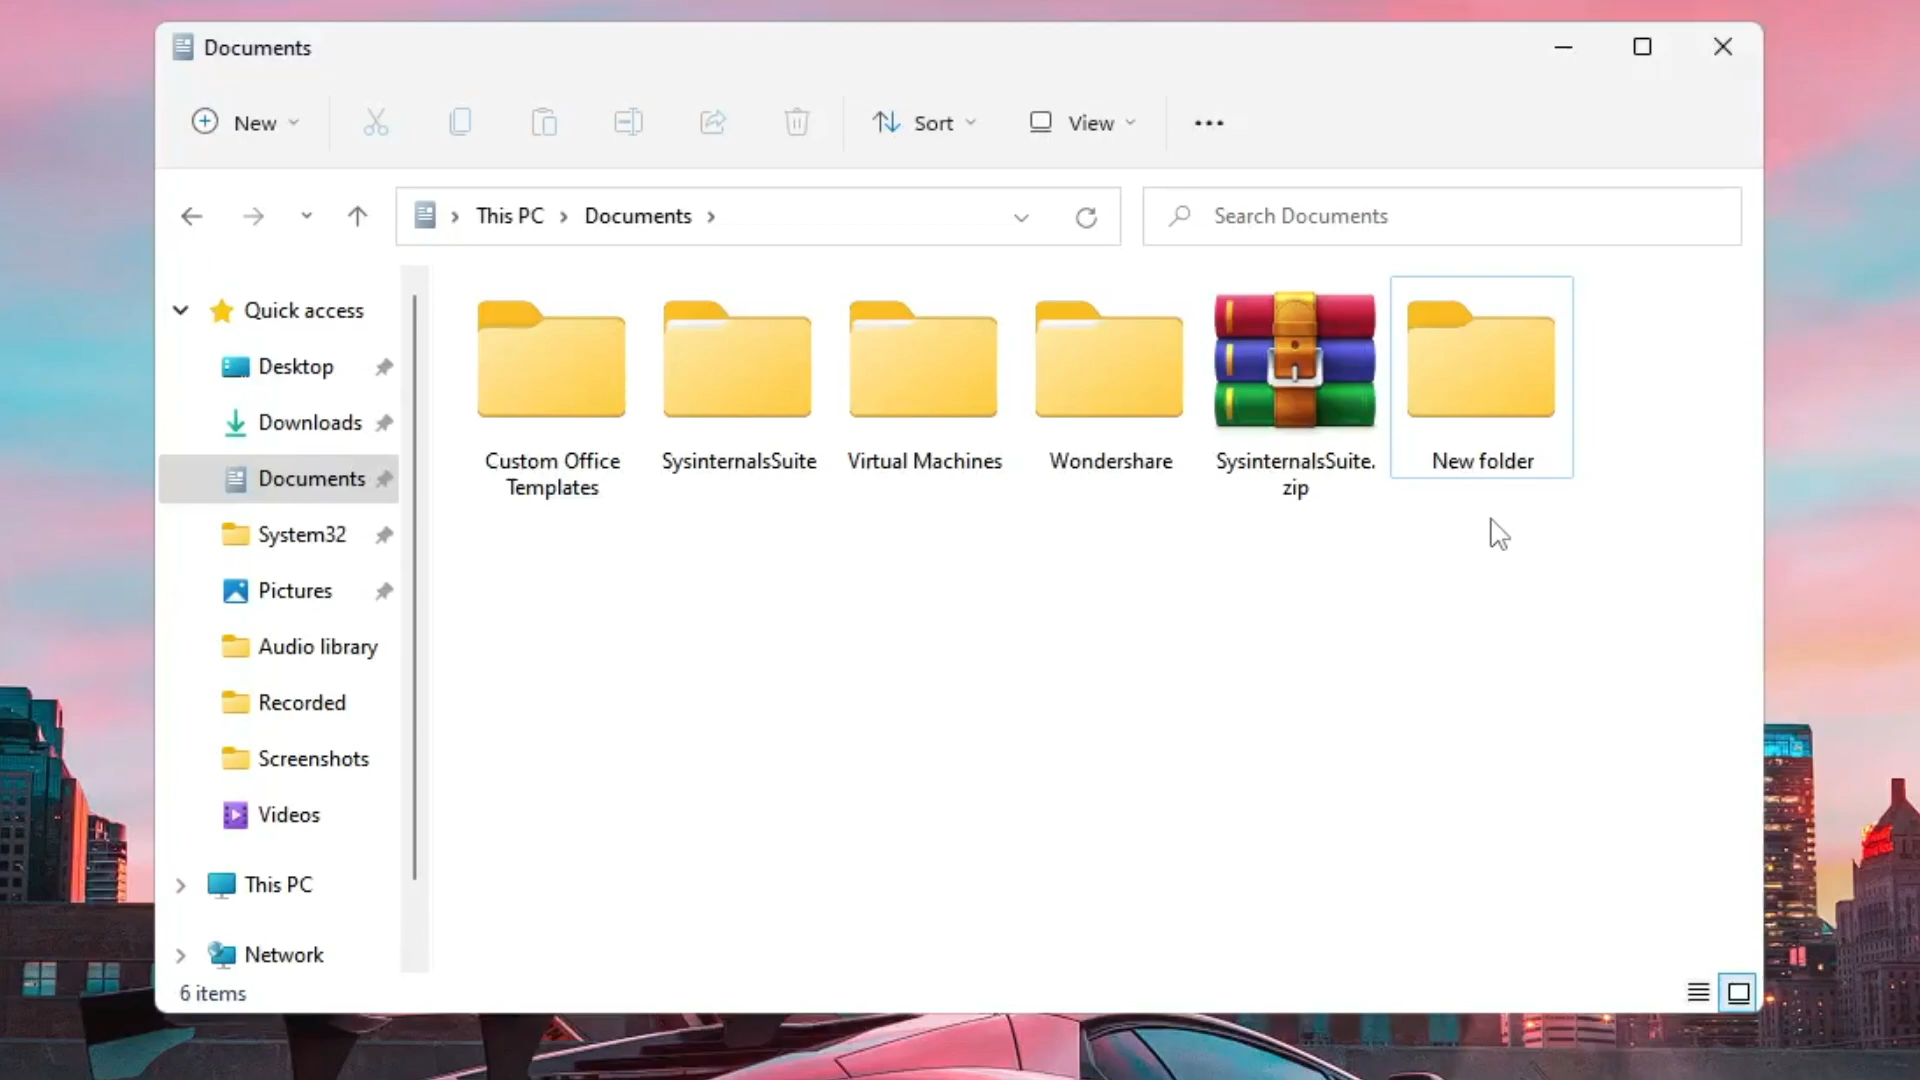 Documents
New
Sort
View
This PC
Documents
Search Documents
Quick access
Desktop
Downloads
Documents
System32
Pictures
Audio library
Recorded
Screenshots
Videos
This PC
Network
Custom Office
Templates
SysinternalsSuite
Virtual Machines
Wondershare
SysinternalsSuite.
zip
New folder
6 items